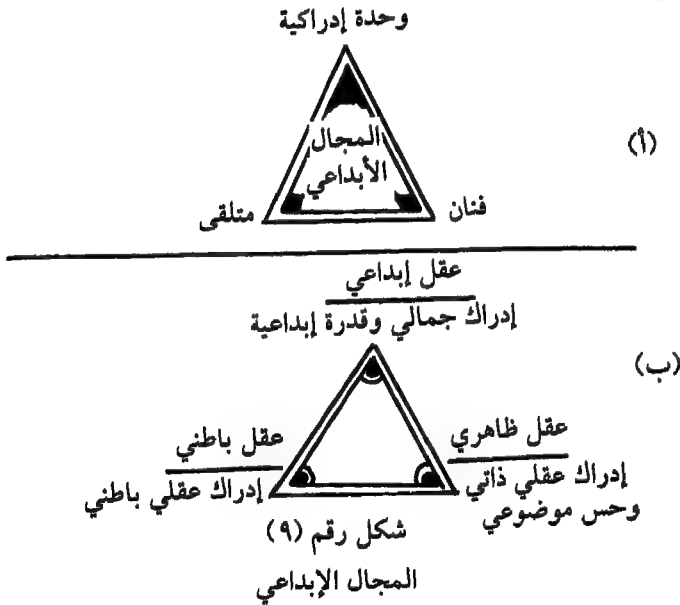 وحدة إدراكية
(أ)
المجال
الأبداعي
فنان
متلقى
عقل إبداعي
إدراك جمالي وقدرة إبداعية
(ب)
عقل ظاهري
إدراك عقلي ذاتي
وحس موضوعي
عقل باطني
إدراك عقلي باطني
شكل رقم (٩)
المجال الإبداعي